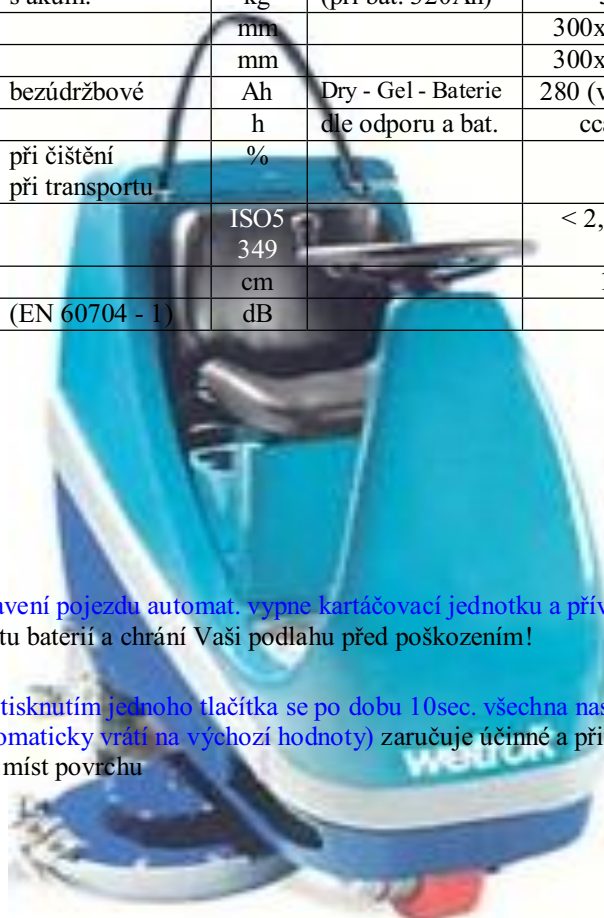 s akum. kg (při bat. 320Ah)
mm 300x
mm 300x
bezúdržbové Ah Dry - Gel - Baterie 280 (v
h dle odporu a bat. cca
při čištění %
při transportu
ISO5 < 2,
349
cm
(EN 60704 - 1) dB
avení pojezdu automat. vypne kartáčovací jednotku a přív
tu baterií a chrání Vaši podlahu před poškozením!
tisknutím jednoho tlačítka se po dobu 10sec. všechna nas
omaticky vrátí na výchozí hodnoty) zaručuje účinné a při
míst povrchu
wetrok